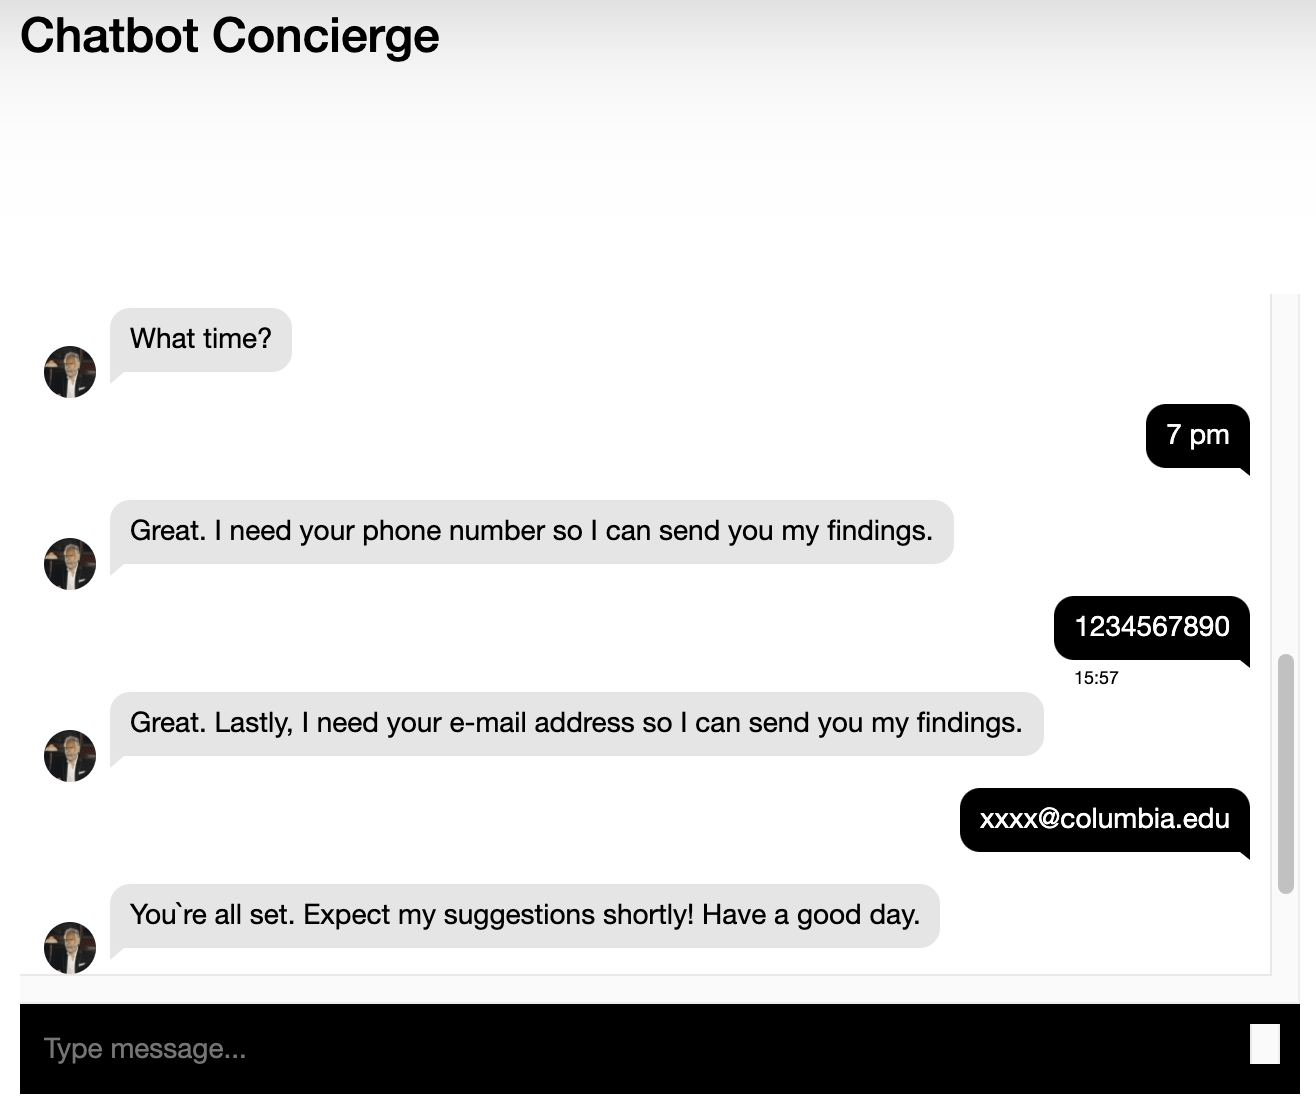 Chatbot Concierge
What time?
7 pm
Great. I need your phone number so I can send you my findings.
1234567890
15:57
Great. Lastly, I need your e-mail address so I can send you my findings.
xxxx@columbia.edu
You`re all set. Expect my suggestions shortly! Have a good day.
Type message...